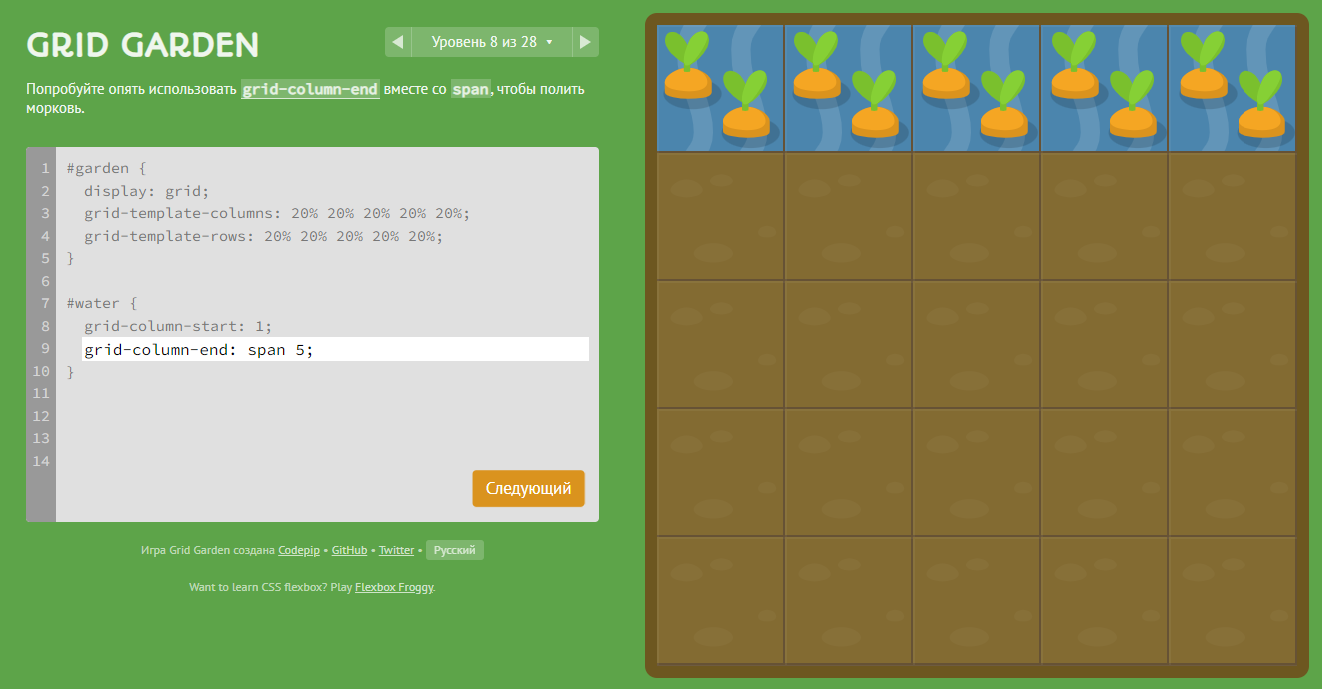 GRID GARDEN
Уровень 8 из 28
Попробуйте опять использовать grid-column-end вместе со span, чтобы полить
морковь.
1 #garden {
2 display: grid;
3 grid-template-columns: 20% 20% 20% 20% 20%;
4 grid-template-rows: 20% 20% 20% 20% 20%;
5 }
6
7 #water {
8 grid-column-start: 1;
9 grid-column-end: span 5;
10 }
11
12
13
14
Следующий
Игра Grid Garden создана Codepip • GitHub • Twitter • Русский
Want to learn CSS flexbox? Play Flexbox Froggy.